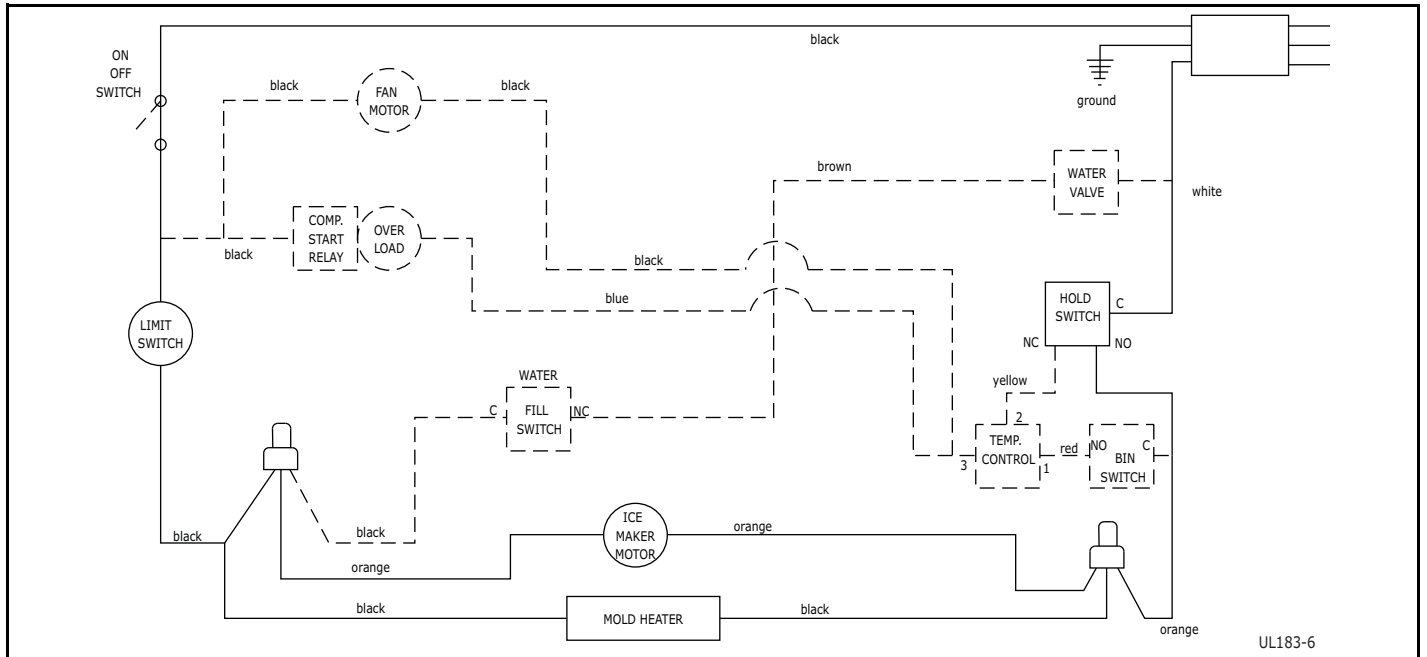 black
ON
OFF
SWITCH
black
FAN
MOTOR
black
ground
brown
WATER
VALVE
white
COMP.
START
RELAY
OVER
LOAD
black
black
blue
HOLD
SWITCH
C
NC
NO
LIMIT
SWITCH
WATER
C
FILL
SWITCH
NC
yellow
2
TEMP.
CONTROL
3
1
red
NO
C
BIN
SWITCH
black
black
ICE
MAKER
MOTOR
orange
orange
black
MOLD HEATER
black
orange
UL183-6